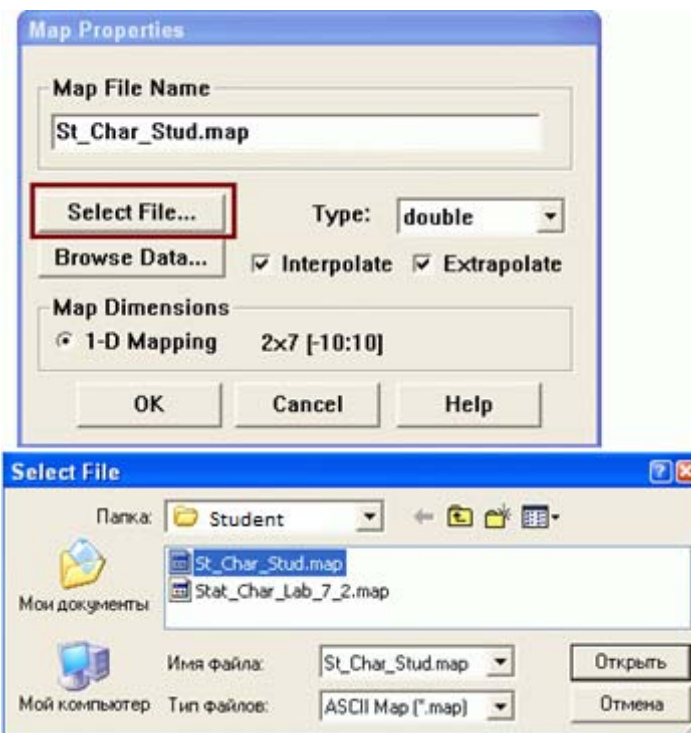 Map Properties
Map File Name
St_Char_Stud.map
Select File... Type: double
Browse Data... Interpolate Extrapolate
Map Dimensions
1-D Mapping 2x7 [-10:10]
OK Cancel Help
Select File
Папка: Student
St_Char_Stud.map
Stat_Char_Lab_7_2.map
Мои документы
Имя файла: St_Char_Stud.map Открыть
Мой компьютер Тип файлов: ASCII Map (*.map) Отмена